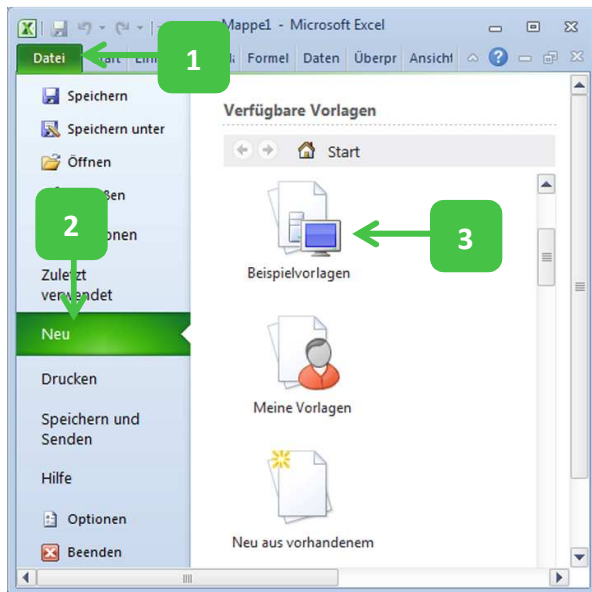 Mappe1 - Microsoft Excel
1
Datei Formel Daten Überpr Ansicht
Speichern
Speichern unter
Öffnen
2
Zuletzt
verwendet
Neu
Drucken
Speichern und
Senden
Hilfe
Optionen
Beenden
Verfügbare Vorlagen
Start
3
Beispielvorlagen
Meine Vorlagen
Neu aus vorhandenem